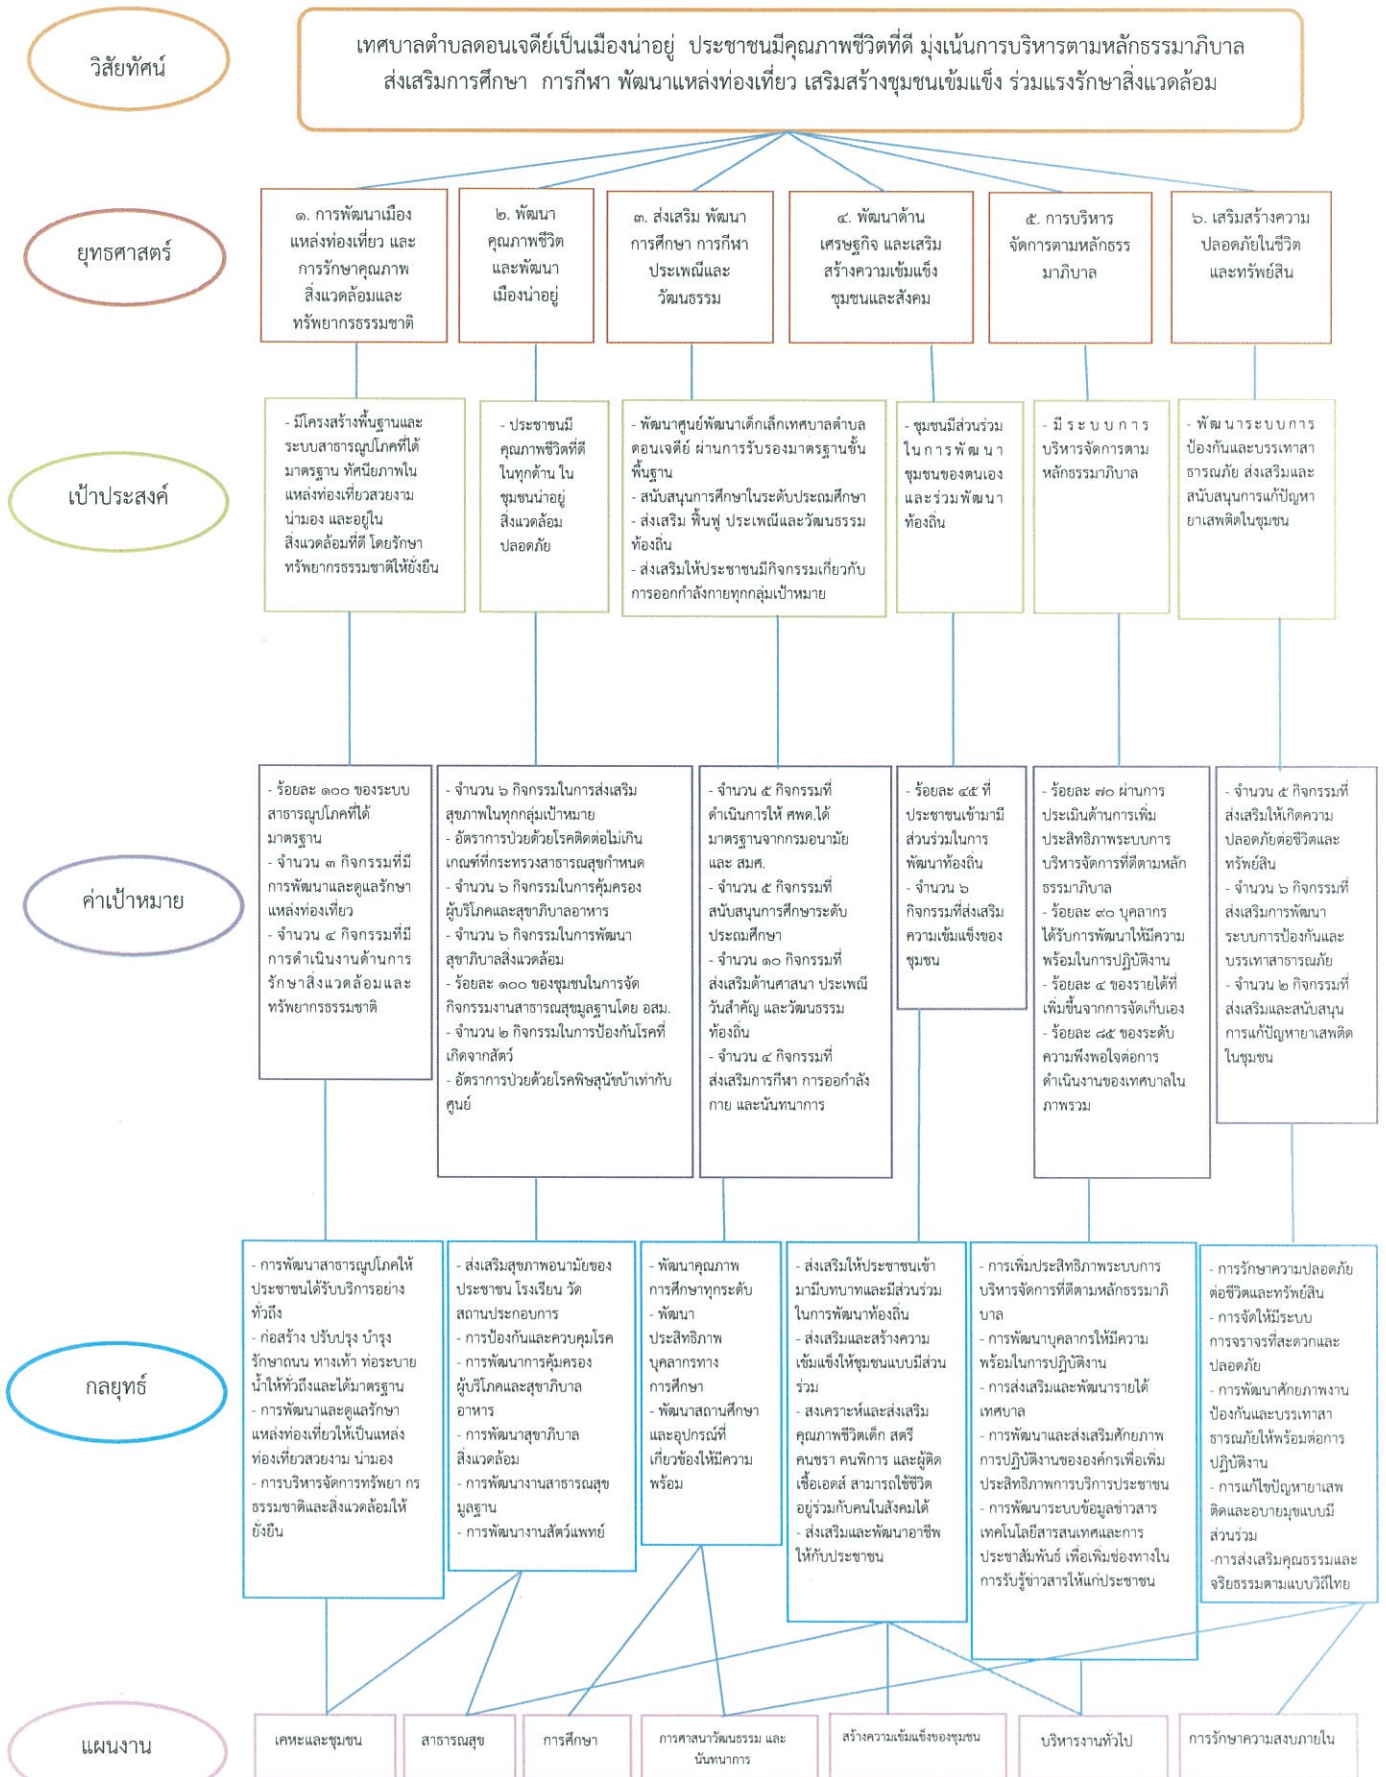 วิสัยทัศน์
เทศบาลตำบลดอนเจดีย์เป็นเมืองน่าอยู่ ประชาชนมีคุณภาพชีวิตที่ดี มุ่งเน้นการบริหารตามหลักธรรมาภิบาล
ส่งเสริมการศึกษา การกีฬา พัฒนาแหล่งท่องเที่ยว เสริมสร้างชุมชนเข้มแข็ง ร่วมแรงรักษาสิ่งแวดล้อม
ยุทธศาสตร์
๑. การพัฒนาเมือง
แหล่งท่องเที่ยว และ
การรักษาคุณภาพ
สิ่งแวดล้อมและ
ทรัพยากรธรรมชาติ
๒. พัฒนา
คุณภาพชีวิต
และพัฒนา
เมืองน่าอยู่
๓. ส่งเสริม พัฒนา
การศึกษา การกีฬา
ประเพณีและ
วัฒนธรรม
๔. พัฒนาด้าน
เศรษฐกิจ และเสริม
สร้างความเข้มแข็ง
ชุมชนและสังคม
๕. การบริหาร
จัดการตามหลักธรร
มาภิบาล
๖. เสริมสร้างความ
ปลอดภัยในชีวิต
และทรัพย์สิน
เป้าประสงค์
- มีโครงสร้างพื้นฐานและ
ระบบสาธารณูปโภคที่ได้
มาตรฐาน ทัศนียภาพใน
แหล่งท่องเที่ยวสวยงาม
น่ามอง และอยู่ใน
สิ่งแวดล้อมที่ดี โดยรักษา
ทรัพยากรธรรมชาติให้ยั่งยืน
- ประชาชนมี
คุณภาพชีวิตที่ดี
ในทุกด้าน ใน
ชุมชนน่าอยู่
สิ่งแวดล้อม
ปลอดภัย
- พัฒนาศูนย์พัฒนาเด็กเล็กเทศบาลตำบล
ดอนเจดีย์ ผ่านการรับรองมาตรฐานขั้น
พื้นฐาน
- สนับสนุนการศึกษาในระดับประถมศึกษา
- ส่งเสริม ฟื้นฟู ประเพณีและวัฒนธรรม
ท้องถิ่น
- ส่งเสริมให้ประชาชนมีกิจกรรมเกี่ยวกับ
การออกกำลังกายทุกกลุ่มเป้าหมาย
- ชุมชนมีส่วนร่วม
ในการพัฒนา
ชุมชนของตนเอง
และร่วมพัฒนา
ท้องถิ่น
- มีระบบการ
บริหารจัดการตาม
หลักธรรมาภิบาล
- พัฒนาระบบการ
ป้องกันและบรรเทาสา
ธารณภัย ส่งเสริมและ
สนับสนุนการแก้ปัญหา
ยาเสพติดในชุมชน
ค่าเป้าหมาย
- ร้อยละ ๑๐๐ ของระบบ
สาธารณูปโภคที่ได้
มาตรฐาน
- จำนวน ๓ กิจกรรมที่มี
การพัฒนาและดูแลรักษา
แหล่งท่องเที่ยว
- จำนวน ๔ กิจกรรมที่มี
การดำเนินงานด้านการ
รักษาสิ่งแวดล้อมและ
ทรัพยากรธรรมชาติ
- จำนวน ๖ กิจกรรมในการส่งเสริม
สุขภาพในทุกกลุ่มเป้าหมาย
- อัตราการป่วยด้วยโรคติดต่อไม่เกิน
เกณฑ์ที่กระทรวงสาธารณสุขกำหนด
- จำนวน ๖ กิจกรรมในการคุ้มครอง
ผู้บริโภคและสุขาภิบาลอาหาร
- จำนวน ๖ กิจกรรมในการพัฒนา
สุขาภิบาลสิ่งแวดล้อม
- ร้อยละ ๑๐๐ ของชุมชนในการจัด
กิจกรรมงานสาธารณสุขมูลฐานโดย อสม.
- จำนวน ๒ กิจกรรมในการป้องกันโรคที่
เกิดจากสัตว์
- อัตราการป่วยด้วยโรคพิษสุนัขบ้าเท่ากับ
ศูนย์
- จำนวน ๕ กิจกรรมที่
ดำเนินการให้ ศพด.ได้
มาตรฐานจากกรมอนามัย
และ สมศ.
- จำนวน ๕ กิจกรรมที่
สนับสนุนการศึกษาระดับ
ประถมศึกษา
- จำนวน ๑๐ กิจกรรมที่
ส่งเสริมด้านศาสนา ประเพณี
วันสำคัญ และวัฒนธรรม
ท้องถิ่น
- จำนวน ๔ กิจกรรมที่
ส่งเสริมการกีฬา การออกำลัง
กาย และนันทนาการ
- ร้อยละ ๔๕ ที่
ประชาชนเข้ามามี
ส่วนร่วมในการ
พัฒนาท้องถิ่น
- จำนวน ๖
กิจกรรมที่ส่งเสริม
ความเข้มแข็งของ
ชุมชน
- ร้อยละ ๗๐ ผ่านการ
ประเมินด้านการเพิ่ม
ประสิทธิภาพระบบการ
บริหารจัดการที่ดีตามหลัก
ธรรมาภิบาล
- ร้อยละ ๙๐ บุคลากร
ได้รับการพัฒนาให้มีความ
พร้อมในการปฏิบัติงาน
- ร้อยละ ๔ ของรายได้ที่
เพิ่มขึ้นจากการจัดเก็บเอง
- ร้อยละ ๘๕ ของระดับ
ความพึงพอใจต่อการ
ดำเนินงานของเทศบาลใน
ภาพรวม
- จำนวน ๕ กิจกรรมที่
ส่งเสริมให้เกิดความ
ปลอดภัยต่อชีวิตและ
ทรัพย์สิน
- จำนวน ๖ กิจกรรมที่
ส่งเสริมการพัฒนา
ระบบการป้องกันและ
บรรเทาสาธารณภัย
- จำนวน ๒ กิจกรรมที่
ส่งเสริมและสนับสนุน
การแก้ปัญหายาเสพติด
ในชุมชน
กลยุทธ์
- การพัฒนาสาธารณูปโภคให้
ประชาชนได้รับบริการอย่าง
ทั่วถึง
- ก่อสร้าง ปรับปรุง บำรุง
รักษาถนน ทางเท้า ท่อระบาย
น้ำให้ทั่วถึงและได้มาตรฐาน
- การพัฒนาและดูแลรักษา
แหล่งท่องเที่ยวให้เป็นแหล่ง
ท่องเที่ยวสวยงาม น่ามอง
- การบริหารจัดการทรัพยา กร
ธรรมชาติและสิ่งแวดล้อมให้
ยั่งยืน
- ส่งเสริมสุขภาพอนามัยของ
ประชาชน โรงเรียน วัด
สถานประกอบการ
- การป้องกันและควบคุมโรค
- การพัฒนาการคุ้มครอง
ผู้บริโภคและสุขาภิบาล
อาหาร
- การพัฒนาสุขาภิบาล
สิ่งแวดล้อม
- การพัฒนางานสาธารณสุข
มูลฐาน
- การพัฒนางานสัตว์แพทย์
- พัฒนาคุณภาพ
การศึกษาทุกระดับ
- พัฒนา
ประสิทธิภาพ
บุคลากรทาง
การศึกษา
- พัฒนาสถานศึกษา
และอุปกรณ์ที่
เกี่ยวข้องให้มีความ
พร้อม
- ส่งเสริมให้ประชาชนเข้า
มามีบทบาทและมีส่วนร่วม
ในการพัฒนาท้องถิ่น
- ส่งเสริมและสร้างความ
เข้มแข็งให้ชุมชนแบบมีส่วน
ร่วม
- สงเคราะห์และส่งเสริม
คุณภาพชีวิตเด็ก สตรี
คนชรา คนพิการ และผู้ติด
เชื้อเอดส์ สามารถใช้ชีวิต
อยู่ร่วมกับคนในสังคมได้
- ส่งเสริมและพัฒนาอาชีพ
ให้กับประชาชน
- การเพิ่มประสิทธิภาพระบบการ
บริหารจัดการที่ดีตามหลักธรรมาภิ
บาล
- การพัฒนาบุคลากรให้มีความ
พร้อมในการปฏิบัติงาน
- การส่งเสริมและพัฒนารายได้
เทศบาล
- การพัฒนาและส่งเสริมศักยภาพ
การปฏิบัติงานขององค์กรเพื่อเพิ่ม
ประสิทธิภาพการบริการประชาชน
- การพัฒนาระบบข้อมูลข่าวสาร
เทคโนโลยีสารสนเทศและการ
ประชาสัมพันธ์ เพื่อเพิ่มช่องทางใน
การรับรู้ข่าวสารให้แก่ประชาชน
- การรักษาความปลอดภัย
ต่อชีวิตและทรัพย์สิน
- การจัดให้มีระบบ
การจราจรที่สะดวกและ
ปลอดภัย
- การพัฒนาศักยภาพงาน
ป้องกันและบรรเทาสา
ธารณภัยให้พร้อมต่อการ
ปฏิบัติงาน
- การแก้ไขปัญหายาเสพ
ติดและอบายมุขแบบมี
ส่วนร่วม
-การส่งเสริมคุณธรรมและ
จริยธรรมตามแบบวิถีไทย
แผนงาน
เคหะและชุมชน
สาธารณสุข
การศึกษา
การศาสนาวัฒนธรรม และ
นันทนาการ
สร้างความเข้มแข็งของชุมชน
บริหารงานทั่วไป
การรักษาความสงบภายใน